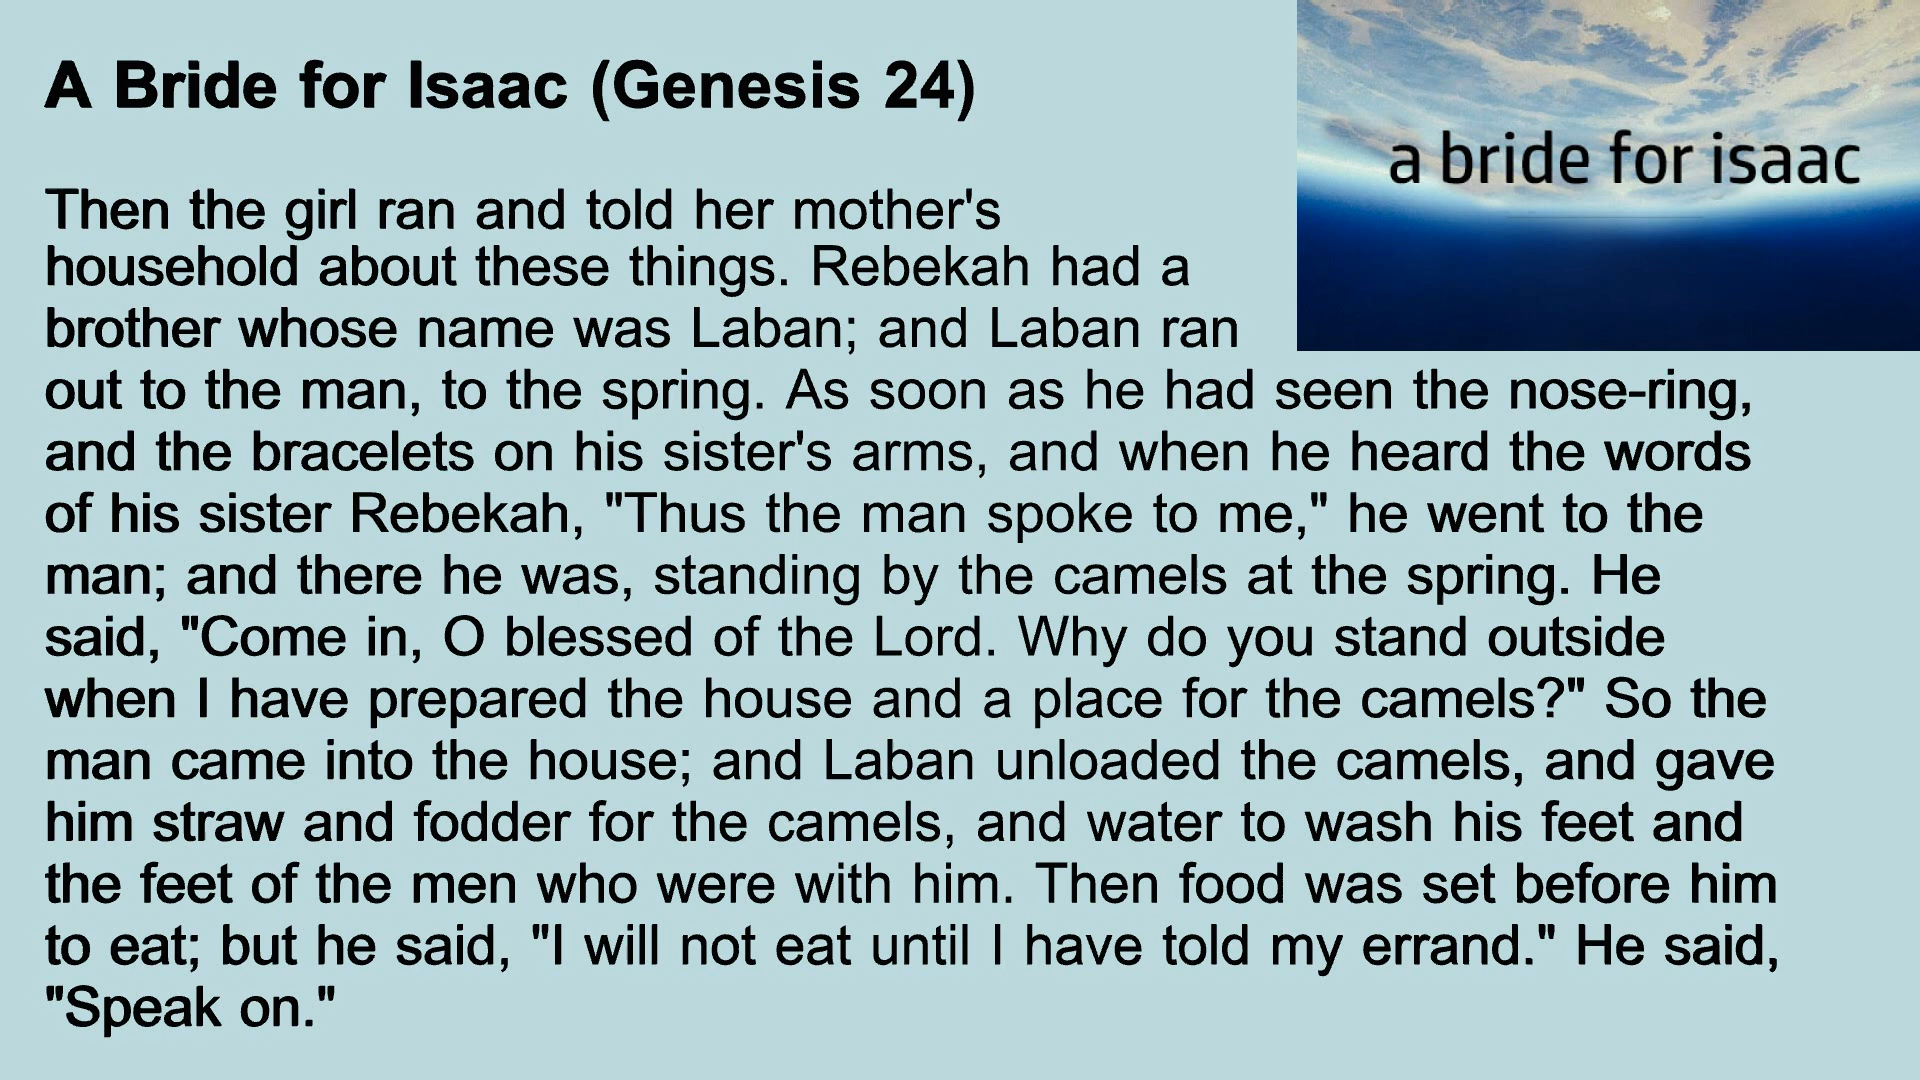 A Bride for Isaac (Genesis 24)
a bride for isaac
Then the girl ran and told her mother's
household about these things. Rebekah had a
brother whose name was Laban; and Laban ran
out to the man, to the spring. As soon as he had seen the nose-ring,
and the bracelets on his sister's arms, and when he heard the words
of his sister Rebekah, "Thus the man spoke to me," he went to the
man; and there he was, standing by the camels at the spring. He
said, "Come in, O blessed of the Lord. Why do you stand outside
when I have prepared the house and a place for the camels?" So the
man came into the house; and Laban unloaded the camels, and gave
him straw and fodder for the camels, and water to wash his feet and
the feet of the men who were with him. Then food was set before him
to eat; but he said, "I will not eat until I have told my errand." He said,
"Speak on."